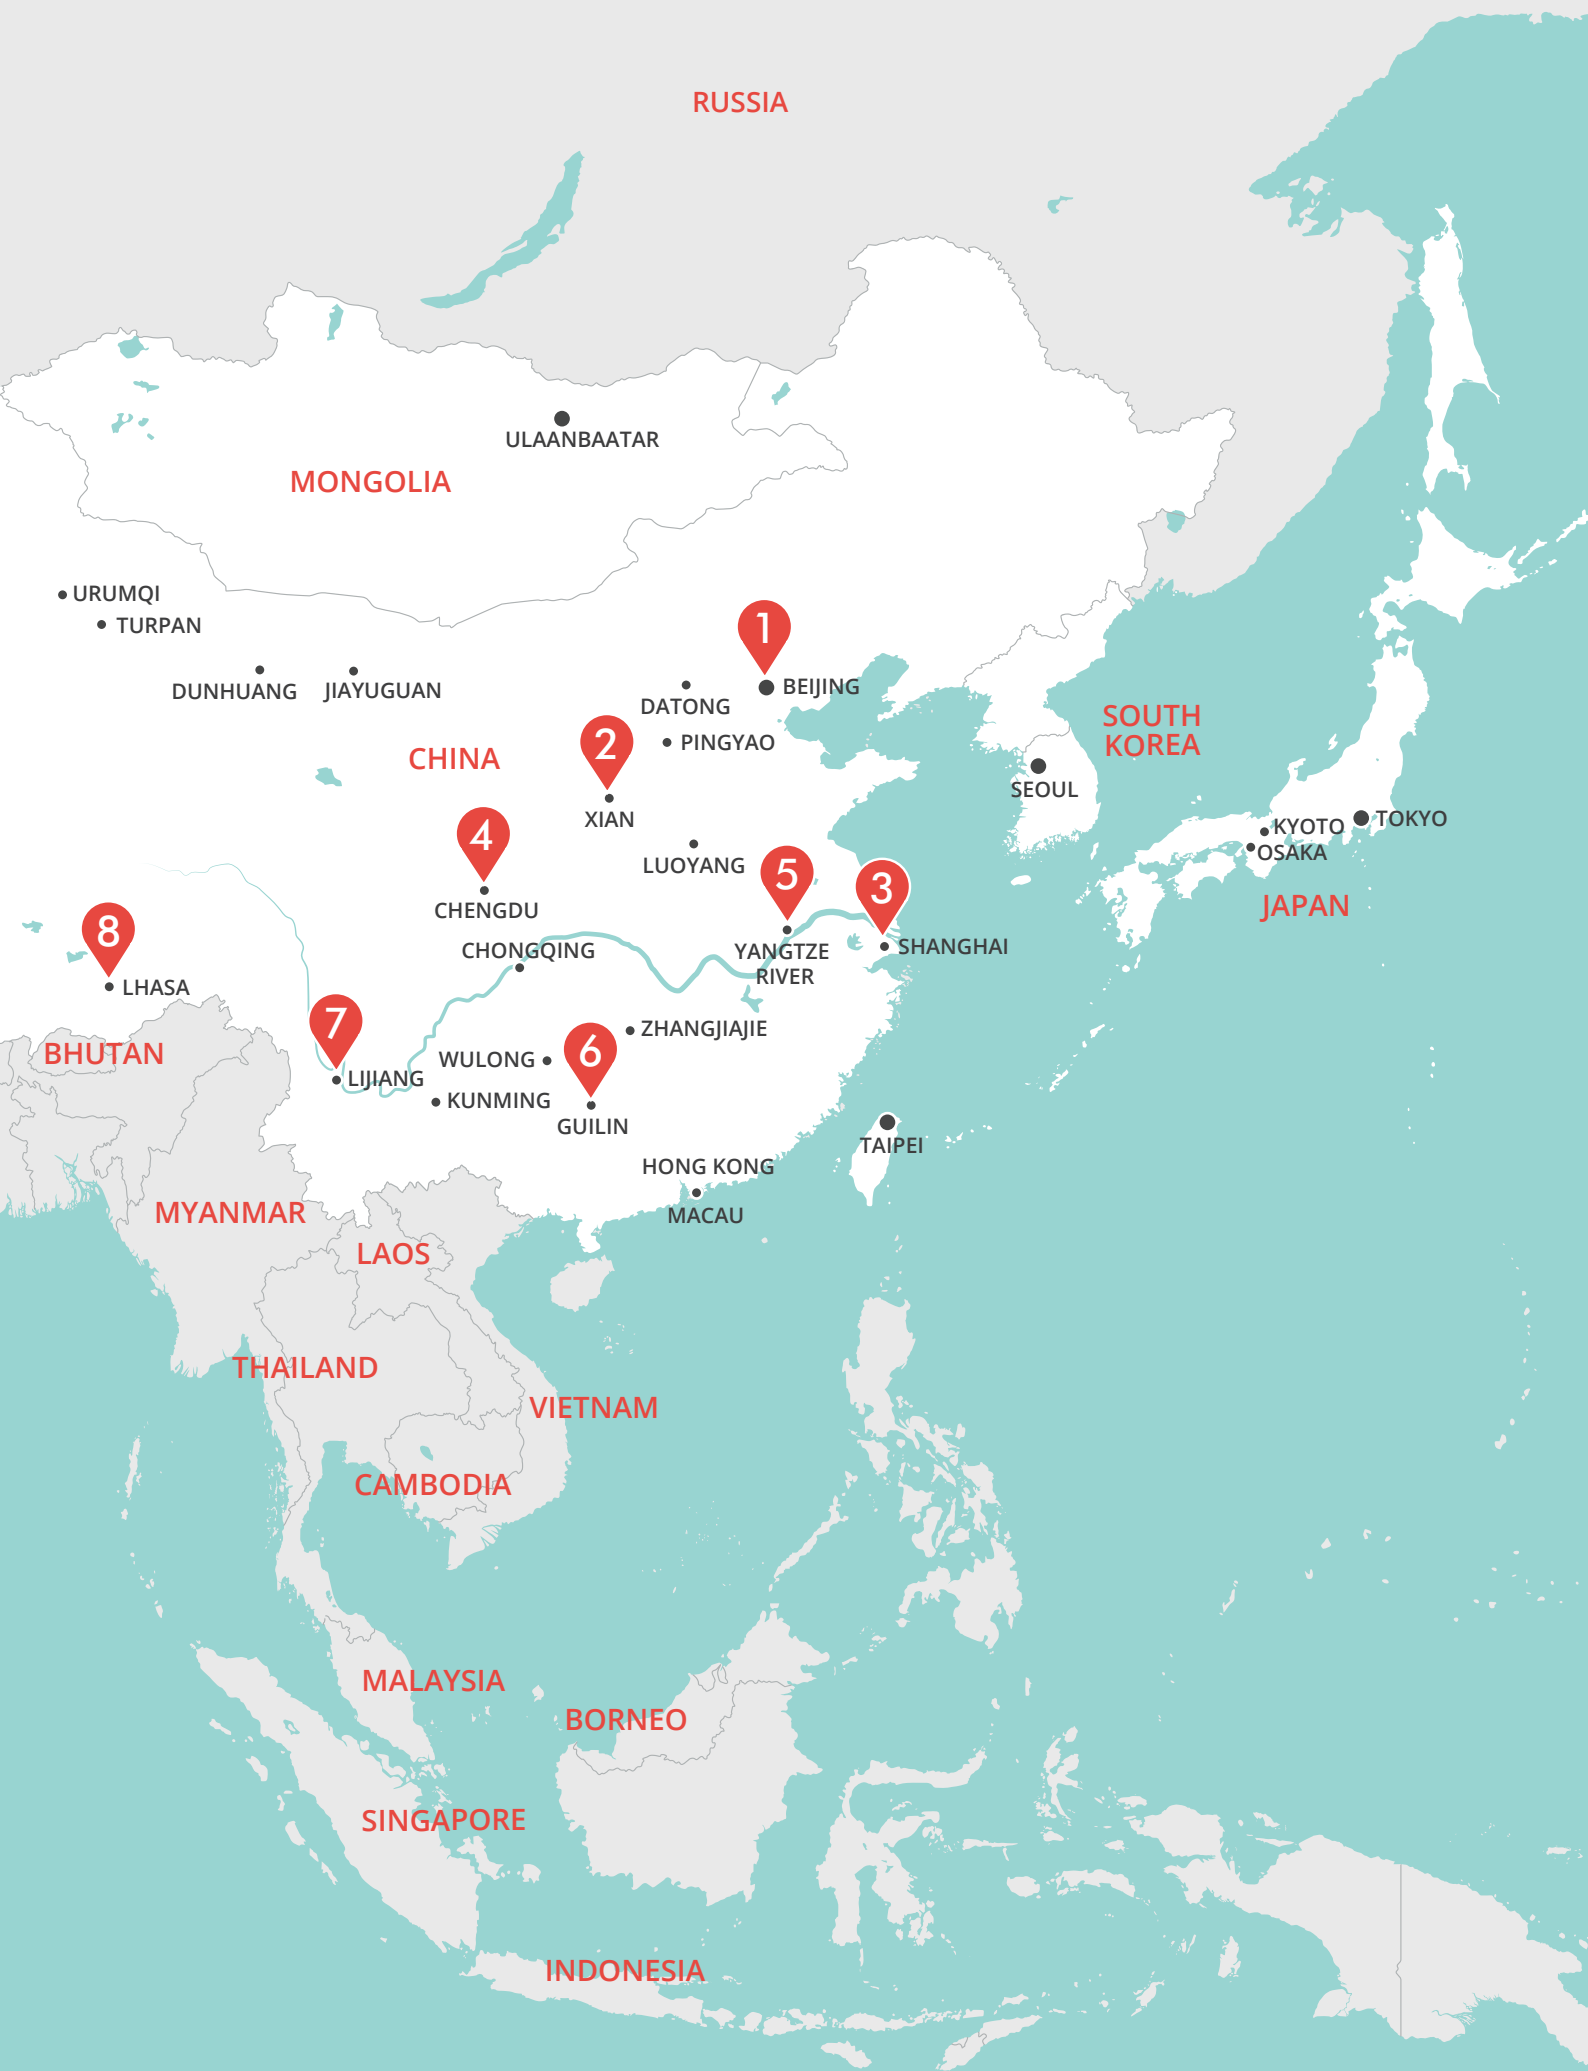 RUSSIA
ULAANBAATAR
MONGOLIA
URUMQI
TURPAN
1
DUNHUANG
JIAYUGUAN
BEIJING
DATONG
SOUTH
KOREA
2
PINGYAO
CHINA
SEOUL
XIAN
TOKYO
KYOTO
4
OSAKA
LUOYANG
5
3
CHENGDU
JAPAN
8
CHONGQING
YANGTZE
RIVER
SHANGHAI
LHASA
7
ZHANGJIAJIE
BHUTAN
WULONG
6
LIJIANG
KUNMING
GUILIN
TAIPEI
HONG KONG
MACAU
MYANMAR
LAOS
THAILAND
VIETNAM
CAMBODIA
MALAYSIA
BORNEO
SINGAPORE
INDONESIA